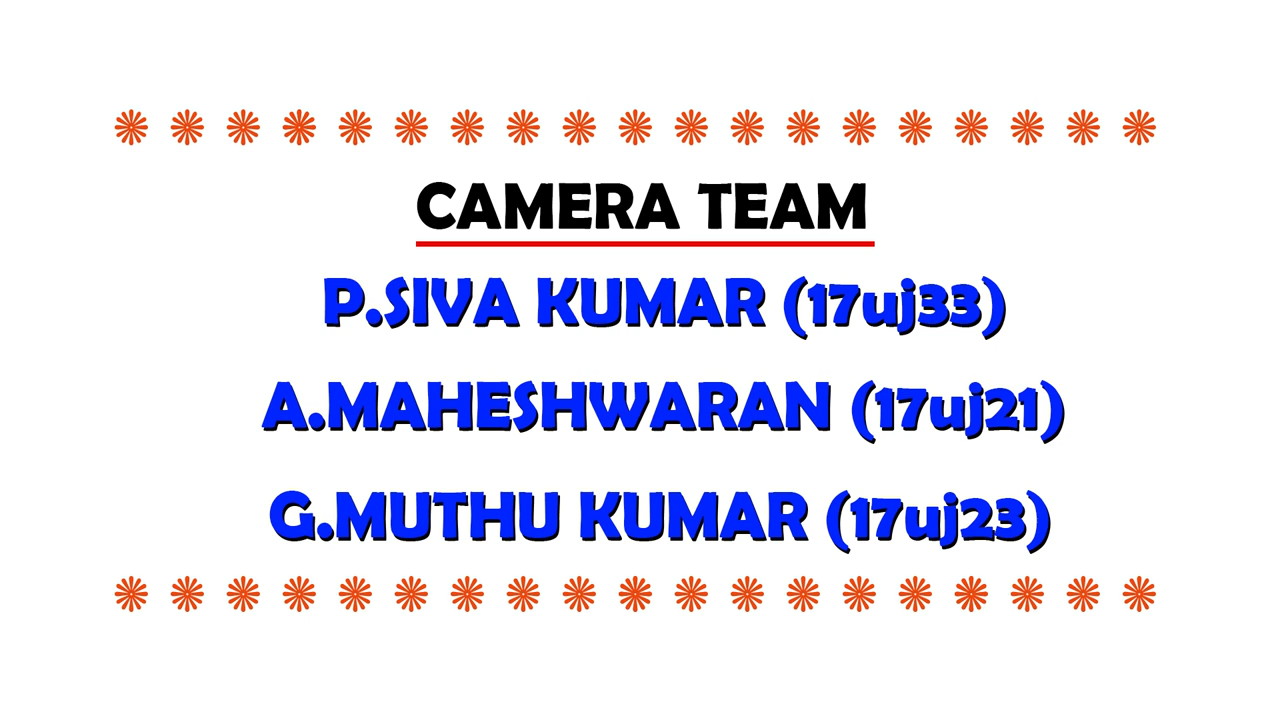 CAMERA TEAM
P.SIVA KUMAR (17uj33)
A.MAHESHWARAN (17uj21)
G.MUTHU KUMAR (17uj23)